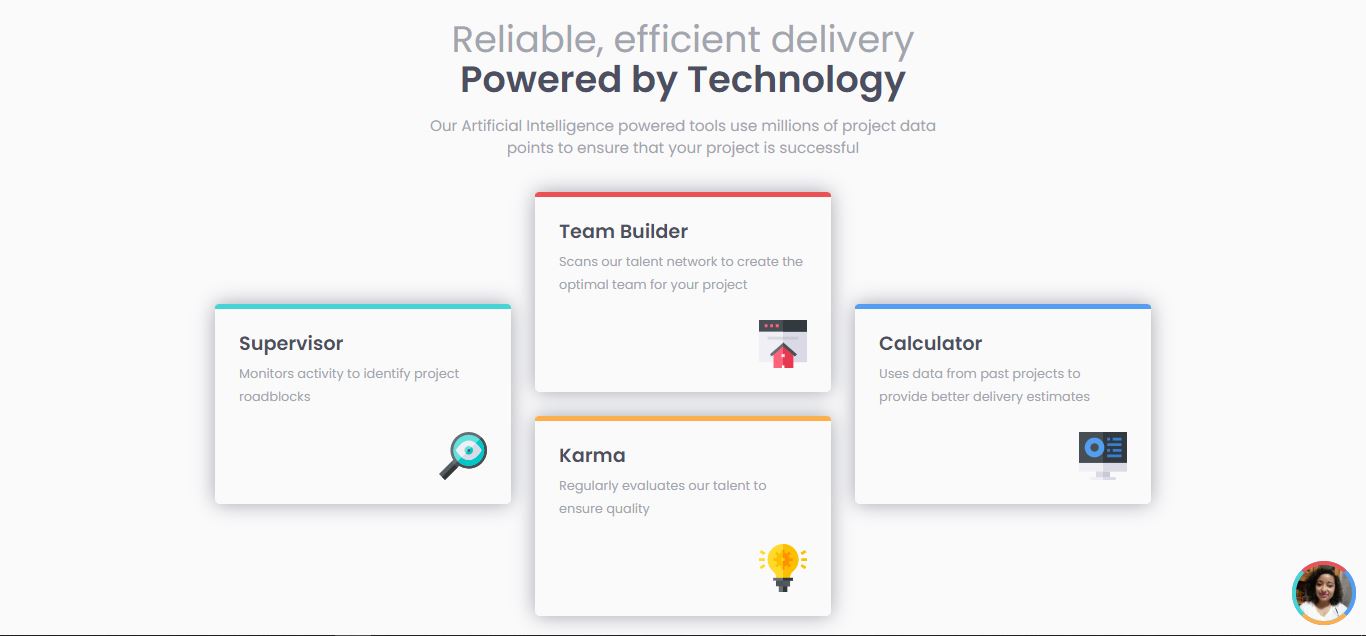 Reliable, efficient delivery
Powered by Technology
Our Artificial Intelligence powered tools use millions of project data
points to ensure that your project is successful
Team Builder
Scans our talent network to create the
optimal team for your project
Supervisor
Monitors activity to identify project
roadblocks
Calculator
Uses data from past projects to
provide better delivery estimates
Karma
Regularly evaluates our talent to
ensure quality